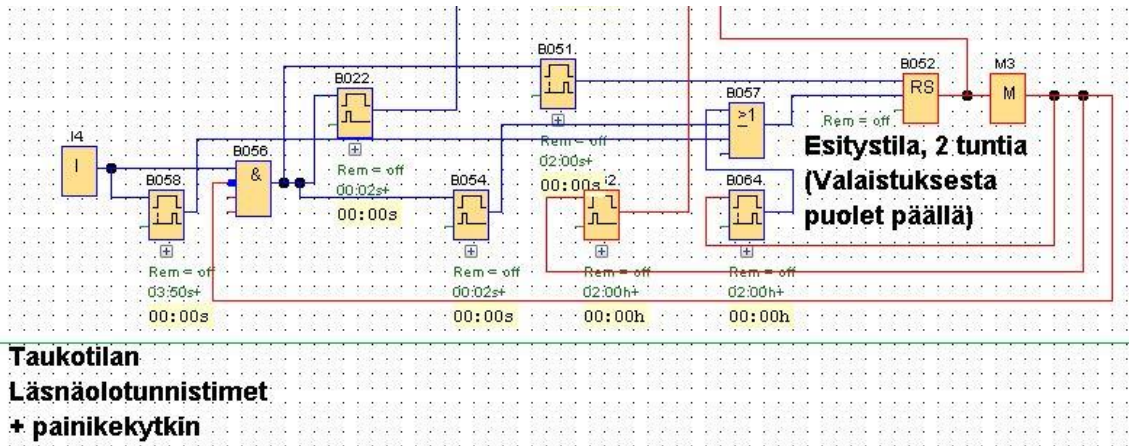 B051.
B052.
M3
B022.
RS
M
B057.
>1
I4
Rem = off
I
B056.
Rem = off
Esitystila, 2 tuntia
&
Rem = off
02:00s+
B058.
00:02s+
B054.
00:00s
B064.
(Valaistuksesta
00:00s
puolet päällä)
Rem = off
Rem = off
Rem = off
Rem = off
03:50s+
00:02s+
02:00h+
02:00h+
00:00s
00:00s
00:00h
00:00h
Taukotilan
Läsnäolotunnistimet
+ painikekytkin